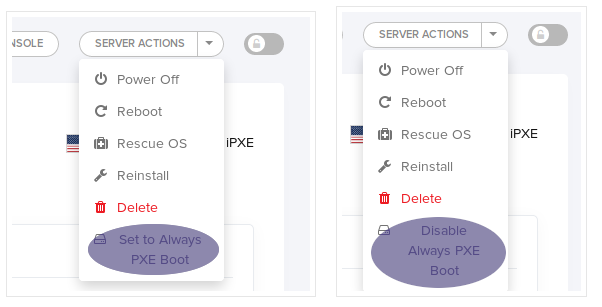 NSOLE
SERVER ACTIONS
Power Off
Reboot
Rescue OS
iPXE
Reinstall
Delete
Set to Always
PXE Boot
SERVER ACTIONS
Power Off
Reboot
Rescue OS
iPXE
Reinstall
Delete
Disable
Always PXE
Boot